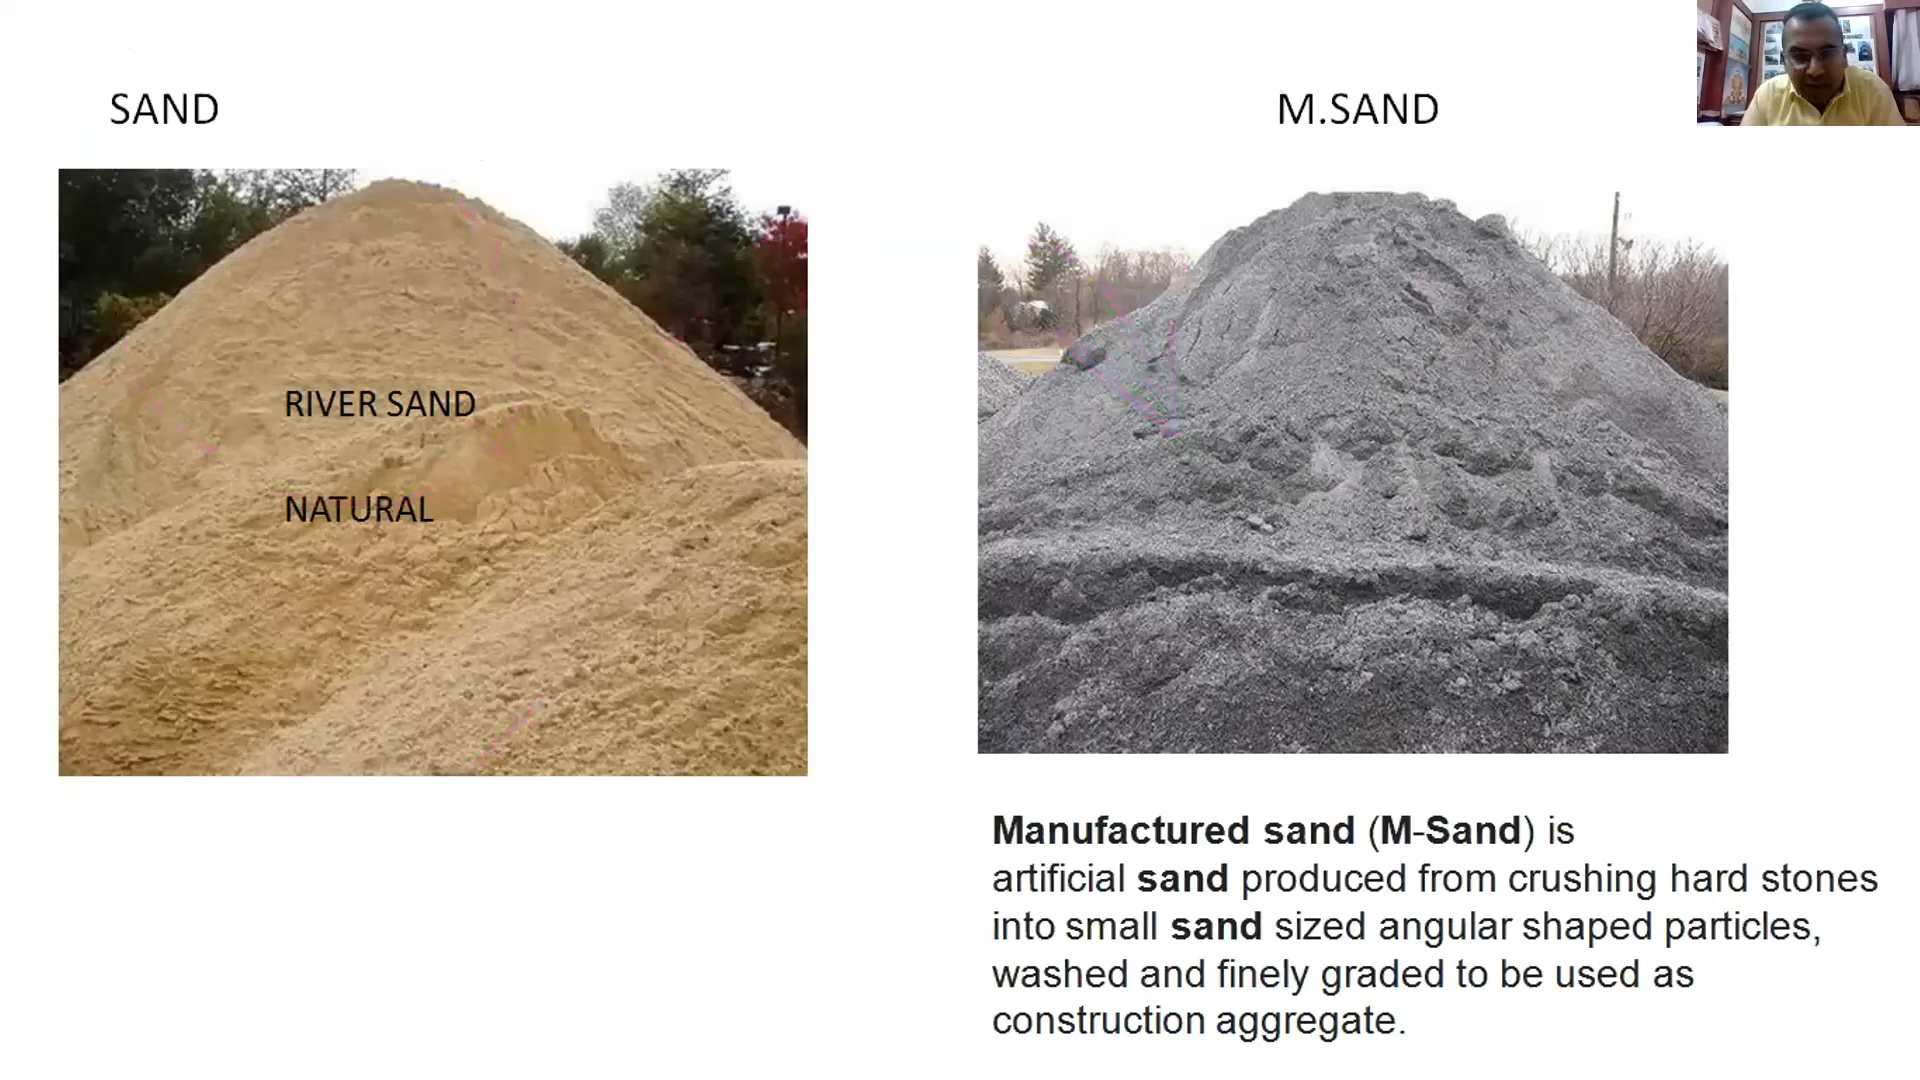 SAND
M.SAND
RIVER SAND
NATURAL
Manufactured sand (M-Sand) is
artificial sand produced from crushing hard stones
into small sand sized angular shaped particles,
washed and finely graded to be used as
construction aggregate.